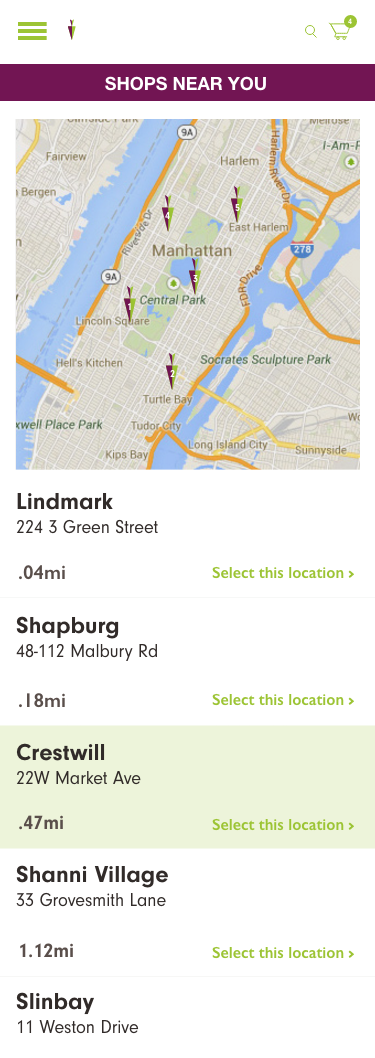 4
SHOPS NEAR YOU
Cliffside Park
9A
Melrose
Fairview
Harlem
Harlem River Dr
I-Am-P
n Bergen
4
5
Riverside Dr
East Harlem
Manhattan
278
9A
3
FDR Drive
1
Central Park
Lincoln Square
Hell's Kitchen
2
Socrates Sculpture Park
Turtle Bay
xwell Place Park
Tudor City
Long Island City
Kips Bay
Sunnyside
Wo
Lindmark
224 3 Green Street
.04mi
Select this location ›
Shapburg
48-112 Malbury Rd
.18mi
Select this location ›
Crestwill
22W Market Ave
.47mi
Select this location ›
Shanni Village
33 Grovesmith Lane
1.12mi
Select this location ›
Slinbay
11 Weston Drive